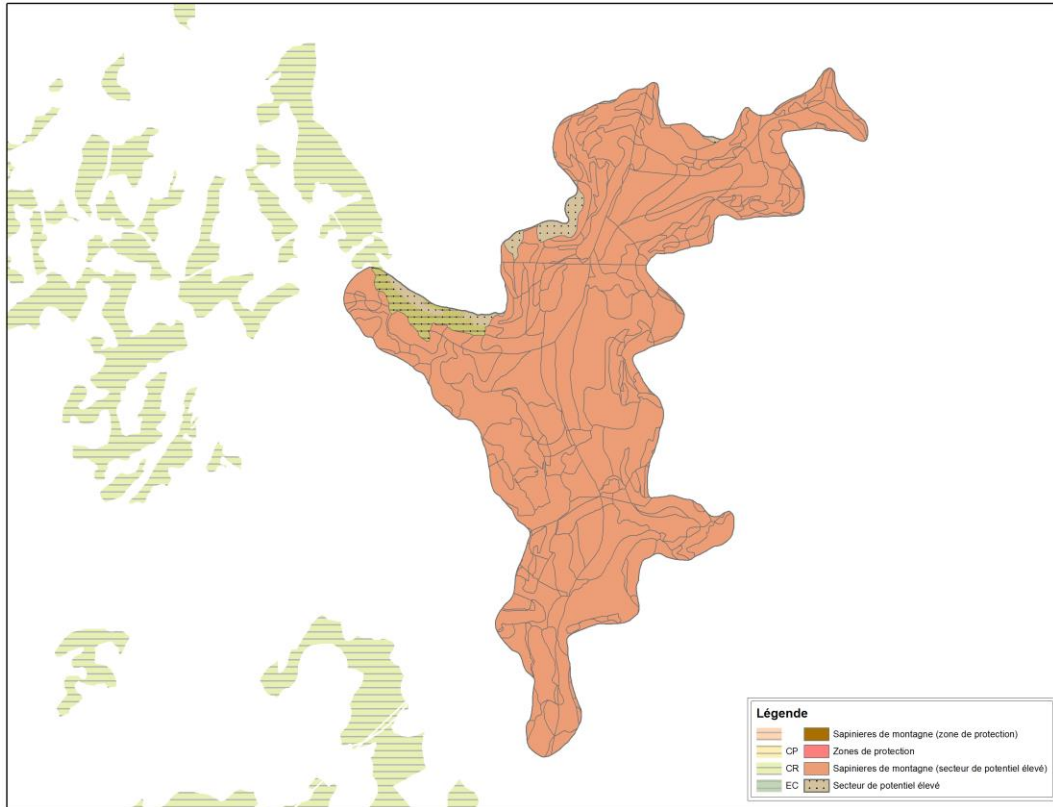 Légende
Sapinieres de montagne (zone de protection)
CP Zones de protection
CR Sapinieres de montagne (secteur de potentiel élevé)
EC Secteur de potentiel élevé